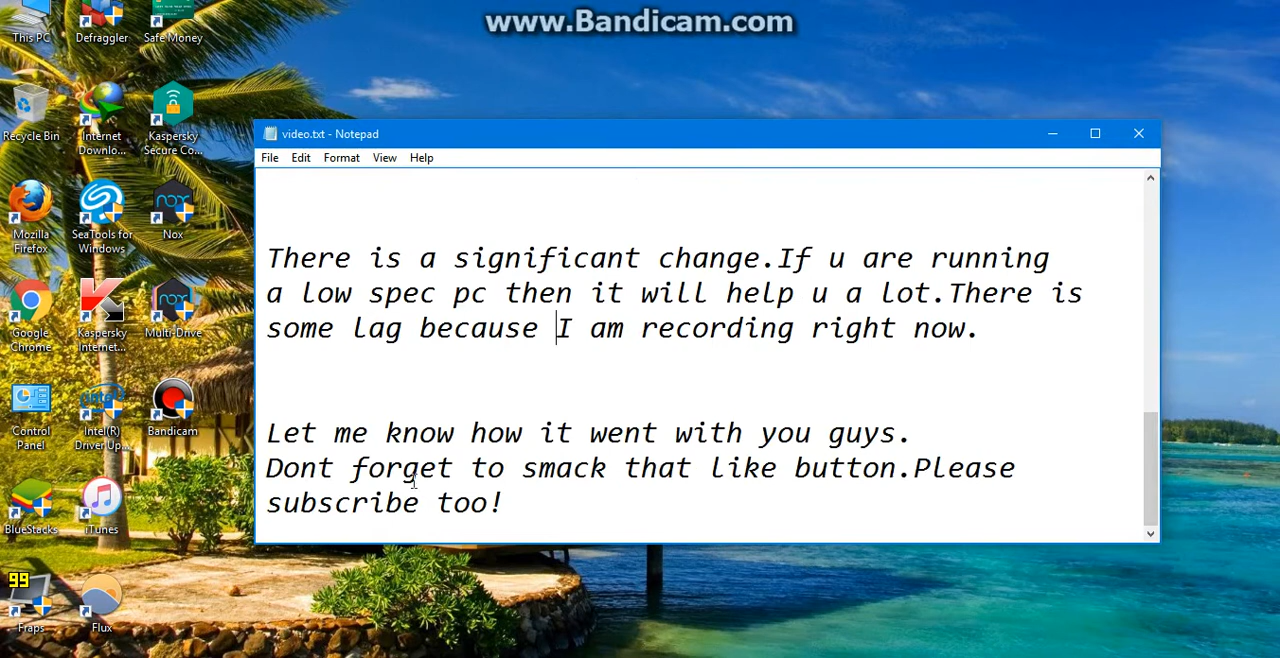 www.Bandicam.com
This PC
Defraggler
Safe Money
Recycle Bin
Internet
Downlo...
Kaspersky
Secure Co...
Mozilla
Firefox
SeaTools for
Windows
nox
Nox
Google
Chrome
Kaspersky
Internet...
nox
Multi-Drive
Control
Panel
intel
Intel(R)
Driver Up...
Bandicam
BlueStacks
iTunes
99
Fraps
Flux
video.txt - Notepad
File Edit Format View Help
There is a significant change.If u are running
a low spec pc then it will help u a lot.There is
some lag because I am recording right now.
Let me know how it went with you guys.
Dont forget to smack that like button.Please
subscribe too!